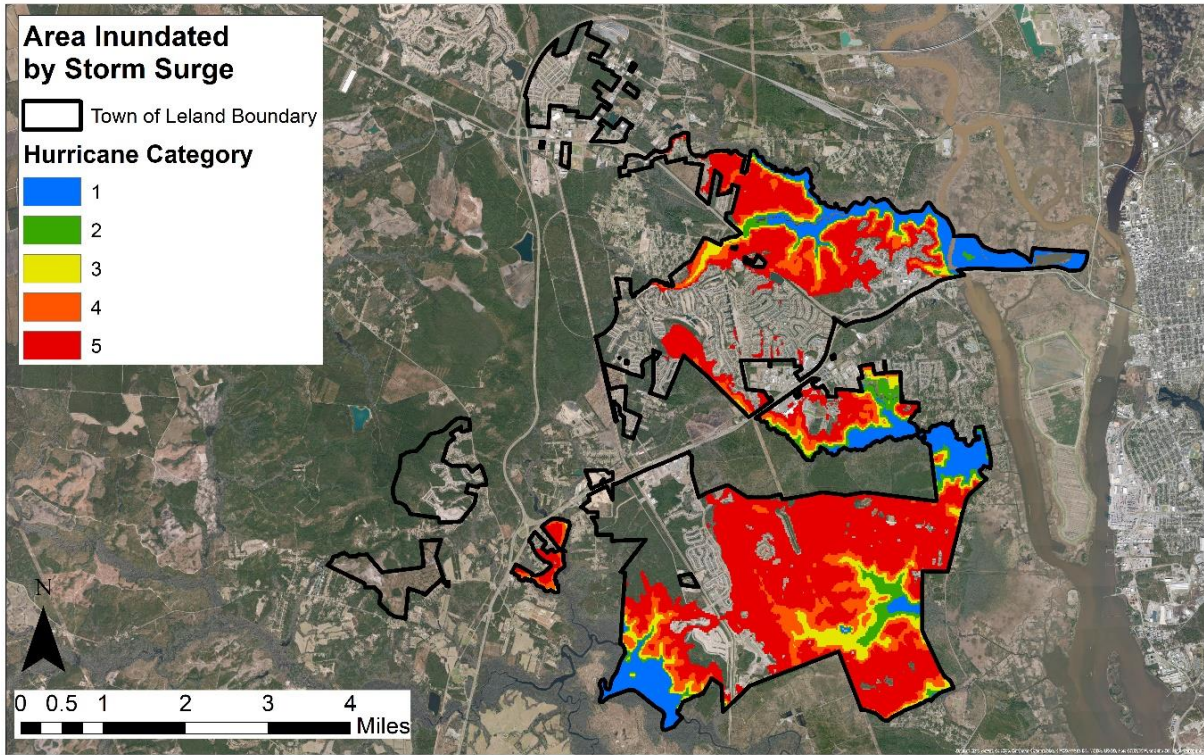 Area Inundated
by Storm Surge
Town of Leland Boundary
Hurricane Category
1
2
3
4
5
N
0 0.5 1 2 3 4
Miles